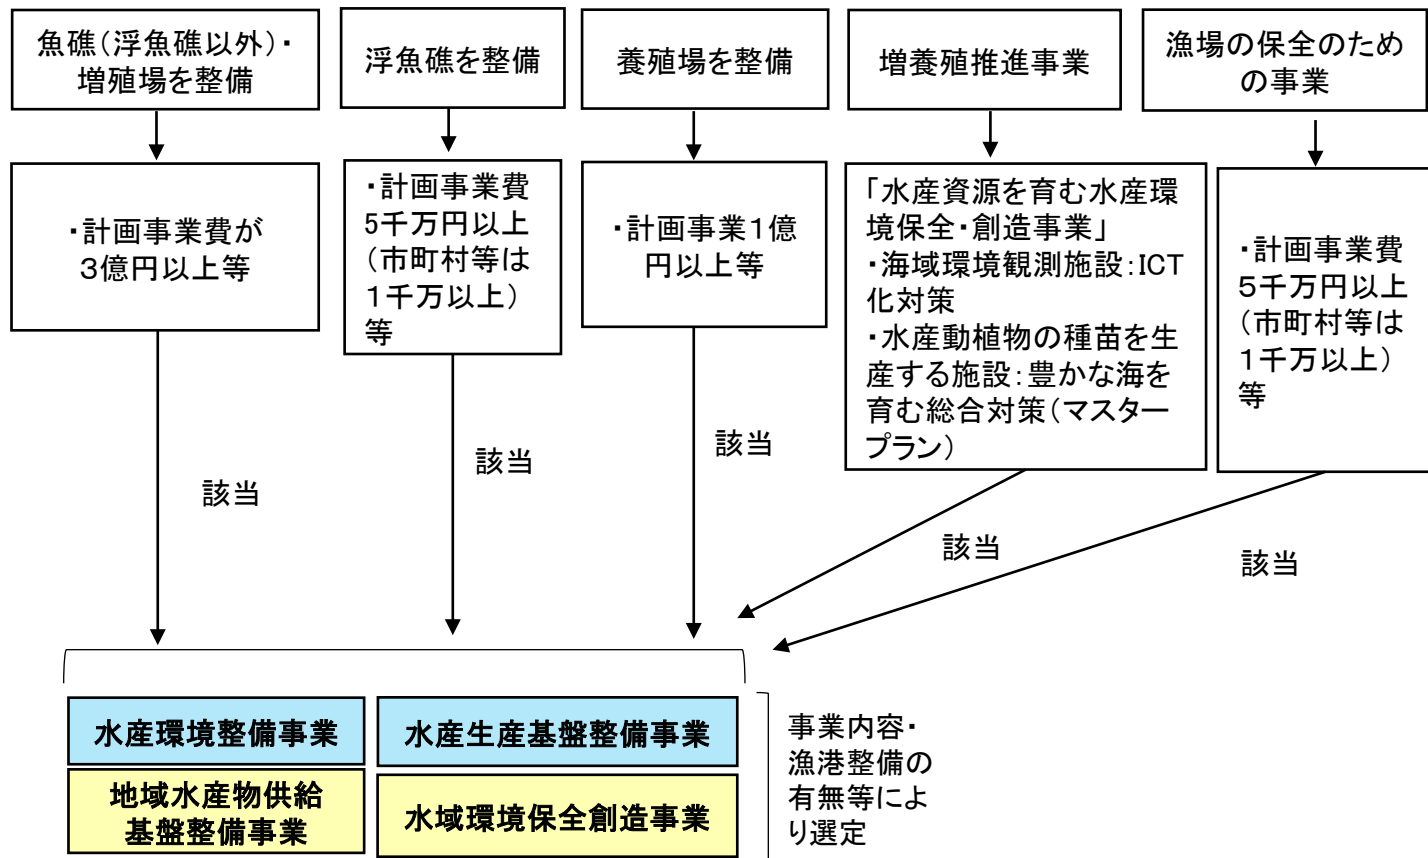 魚礁（浮魚礁以外）・
増殖場を整備
浮魚礁を整備
養殖場を整備
増養殖推進事業
漁場の保全のため
の事業
・計画事業費が
３億円以上等
・計画事業費
5千万円以上
（市町村等は
１千万以上）
等
・計画事業１億
円以上等
「水産資源を育む水産環
境保全・創造事業」
・海域環境観測施設：ICT
化対策
・水産動植物の種苗を生
産する施設：豊かな海を
育む総合対策（マスター
プラン）
・計画事業費
5千万円以上
（市町村等は
１千万以上）
等
該当
該当
該当
該当
該当
水産環境整備事業
水産生産基盤整備事業
地域水産物供給
基盤整備事業
水域環境保全創造事業
事業内容・
漁港整備の
有無等によ
り選定